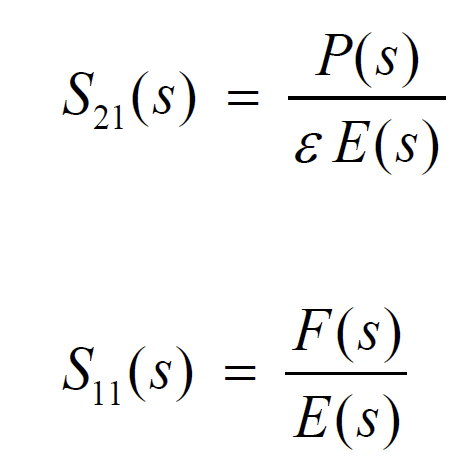 S₂₁(s) = P(s) / ε E(s)
S₁₁(s) = F(s) / E(s)